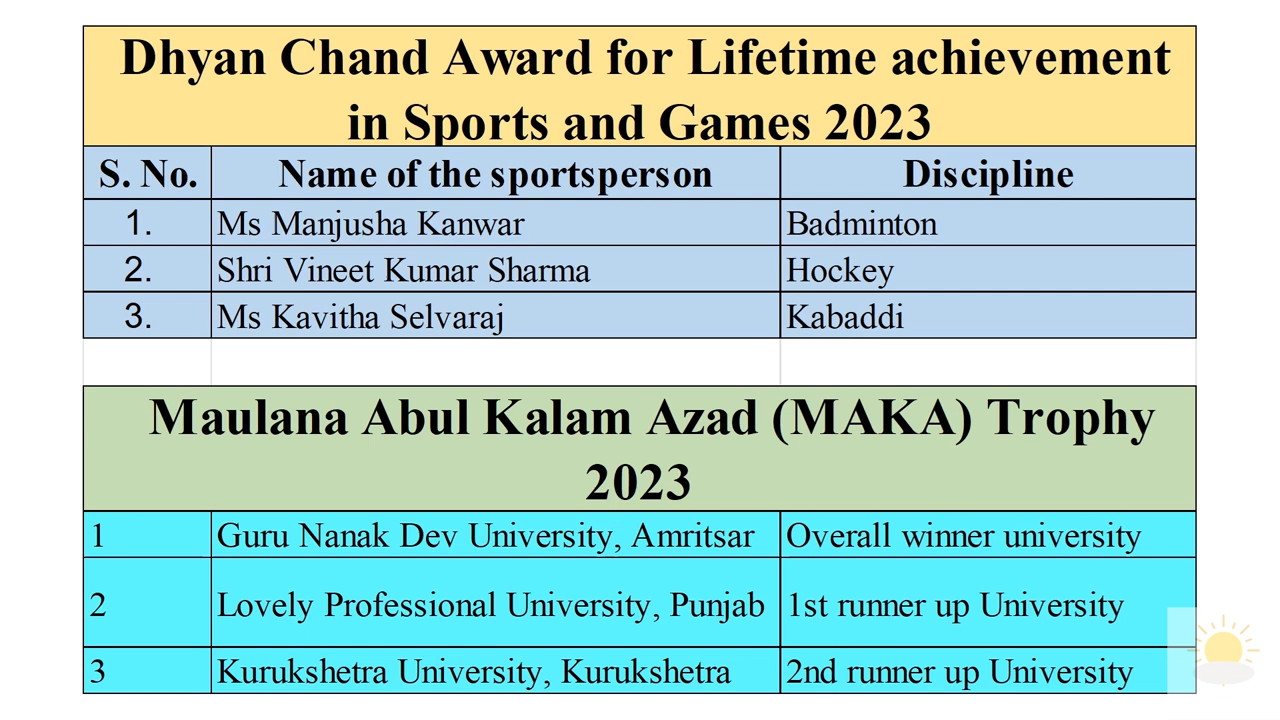 Dhyan Chand Award for Lifetime achievement
in Sports and Games 2023
S. No. Name of the sportsperson Discipline
1. Ms Manjusha Kanwar Badminton
2. Shri Vineet Kumar Sharma Hockey
3. Ms Kavitha Selvaraj Kabaddi
Maulana Abul Kalam Azad (MAKA) Trophy
2023
1 Guru Nanak Dev University, Amritsar Overall winner university
2 Lovely Professional University, Punjab 1st runner up University
3 Kurukshetra University, Kurukshetra 2nd runner up University